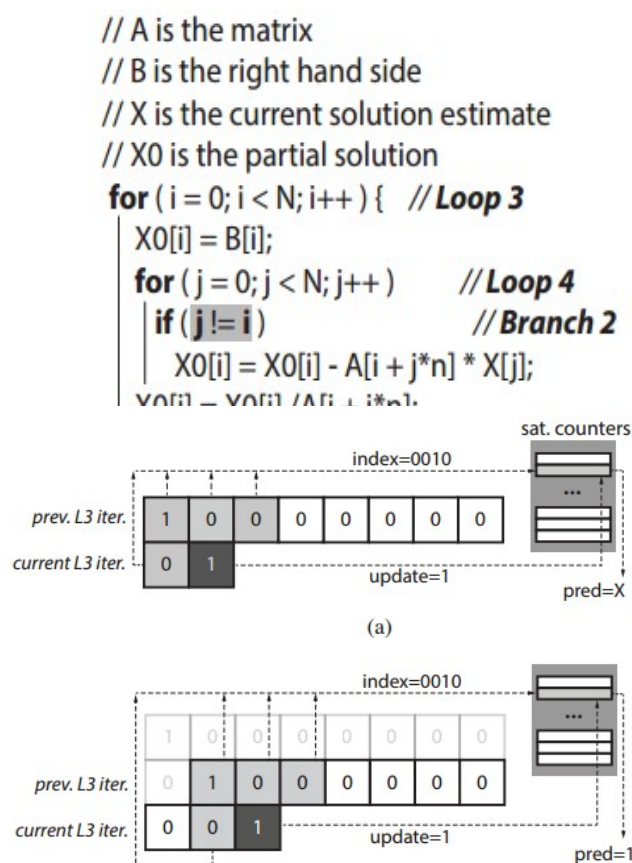 // A is the matrix
// B is the right hand side
// X is the current solution estimate
// X0 is the partial solution
for ( i = 0; i < N; i++ ) { // Loop 3
X0[i] = B[i];
for ( j = 0; j < N; j++ ) // Loop 4
if ( j != i ) // Branch 2
X0[i] = X0[i] - A[i + j*n] * X[j];
sat. counters
index=0010
...
prev. L3 iter. 1 0 0 0 0 0 0 0
current L3 iter. 0 1
update=1
pred=X
(a)
index=0010
1 0 0 0 0 0 0 0
...
prev. L3 iter. 0 1 0 0 0 0 0 0
current L3 iter. 0 0 1
update=1
pred=1